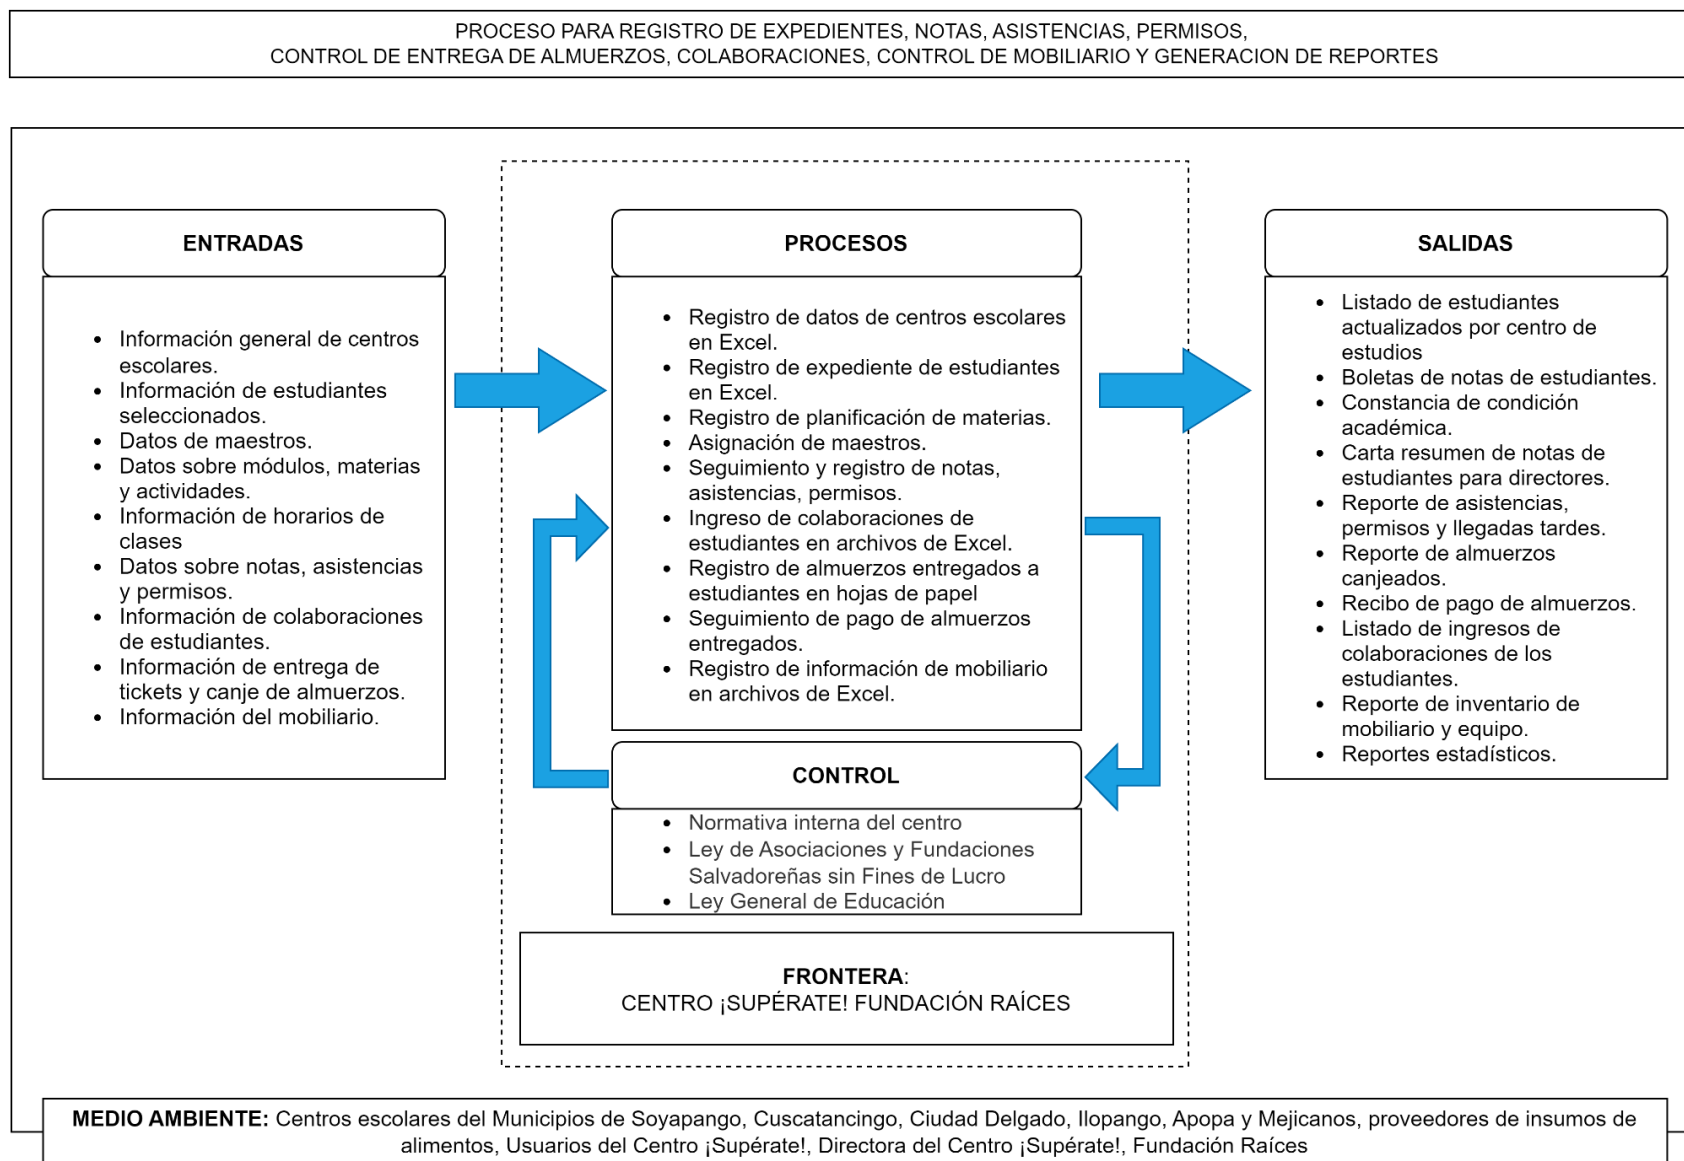 PROCESO PARA REGISTRO DE EXPEDIENTES, NOTAS, ASISTENCIAS, PERMISOS,
CONTROL DE ENTREGA DE ALMUERZOS, COLABORACIONES, CONTROL DE MOBILIARIO Y GENERACION DE REPORTES
ENTRADAS
• Información general de centros
escolares.
• Información de estudiantes
seleccionados.
• Datos de maestros.
• Datos sobre módulos, materias
y actividades.
• Información de horarios de
clases
• Datos sobre notas, asistencias
y permisos.
• Información de colaboraciones
de estudiantes.
• Información de entrega de
tickets y canje de almuerzos.
• Información del mobiliario.
PROCESOS
• Registro de datos de centros escolares
en Excel.
• Registro de expediente de estudiantes
en Excel.
• Registro de planificación de materias.
• Asignación de maestros.
• Seguimiento y registro de notas,
asistencias, permisos.
• Ingreso de colaboraciones de
estudiantes en archivos de Excel.
• Registro de almuerzos entregados a
estudiantes en hojas de papel
• Seguimiento de pago de almuerzos
entregados.
• Registro de información de mobiliario
en archivos de Excel.
CONTROL
• Normativa interna del centro
• Ley de Asociaciones y Fundaciones
Salvadoreñas sin Fines de Lucro
• Ley General de Educación
FRONTERA:
CENTRO ¡SUPÉRATE! FUNDACIÓN RAÍCES
SALIDAS
• Listado de estudiantes
actualizados por centro de
estudios
• Boletas de notas de estudiantes.
• Constancia de condición
académica.
• Carta resumen de notas de
estudiantes para directores.
• Reporte de asistencias,
permisos y llegadas tardes.
• Reporte de almuerzos
canjeados.
• Recibo de pago de almuerzos.
• Listado de ingresos de
colaboraciones de los
estudiantes.
• Reporte de inventario de
mobiliario y equipo.
• Reportes estadísticos.
MEDIO AMBIENTE: Centros escolares del Municipios de Soyapango, Cuscatancingo, Ciudad Delgado, Ilopango, Apopa y Mejicanos, proveedores de insumos de
alimentos, Usuarios del Centro ¡Supérate!, Directora del Centro ¡Supérate!, Fundación Raíces